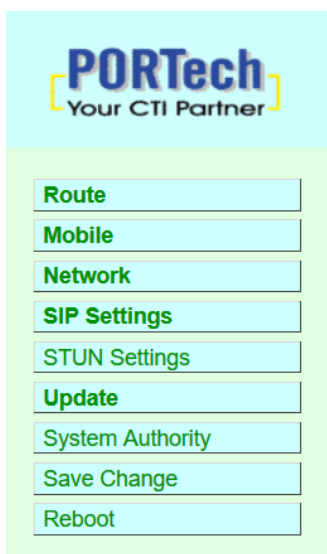 PORTech
Your CTI Partner
Route
Mobile
Network
SIP Settings
STUN Settings
Update
System Authority
Save Change
Reboot